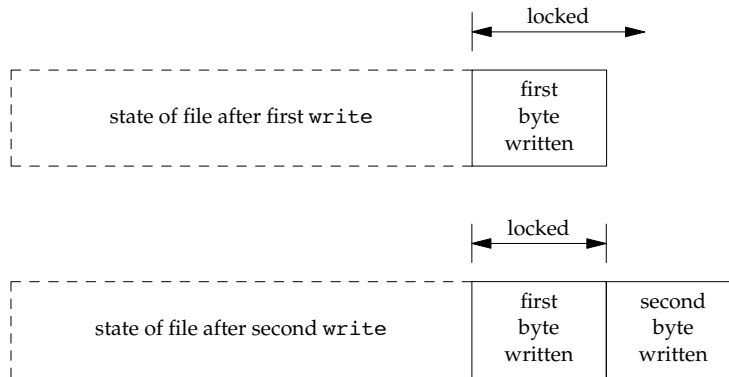 locked
state of file after first write
first
byte
written
locked
state of file after second write
first
byte
written
second
byte
written